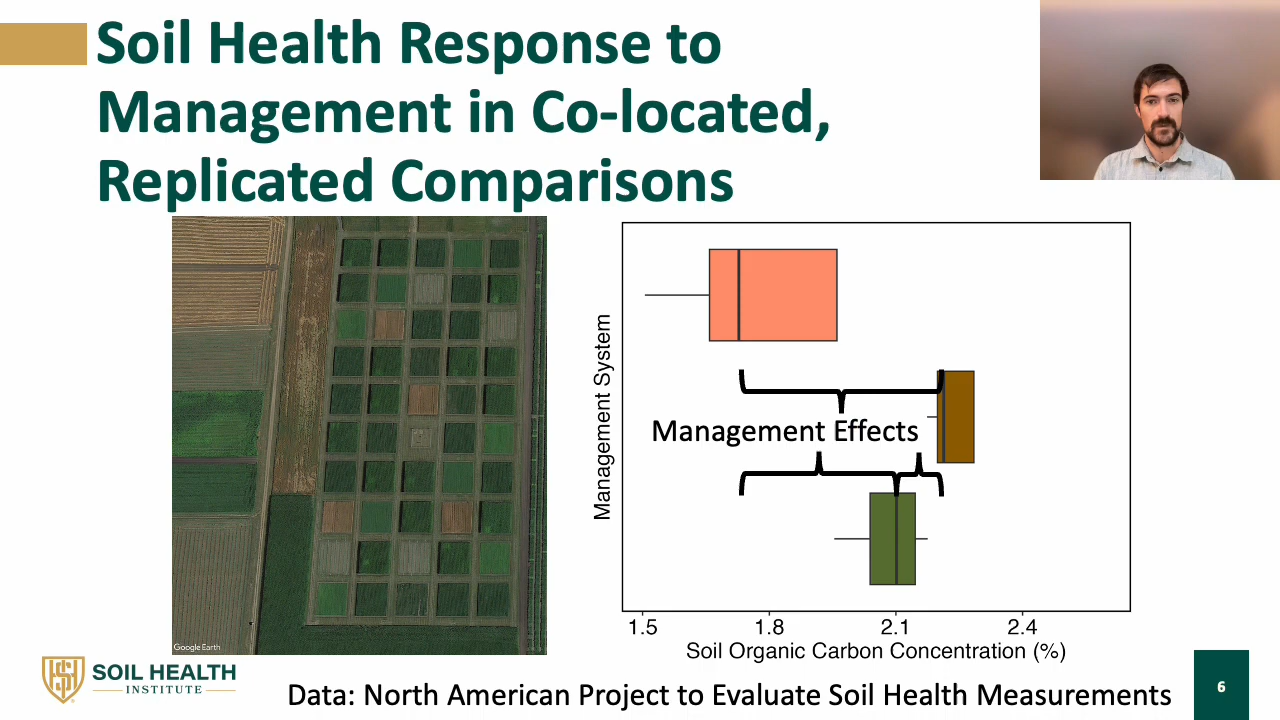 Soil Health Response to
Management in Co-located,
Replicated Comparisons
Management System
Management Effects
1.5 1.8 2.1 2.4
Soil Organic Carbon Concentration (%)
Google Earth
SOIL HEALTH
INSTITUTE
Data: North American Project to Evaluate Soil Health Measurements
6